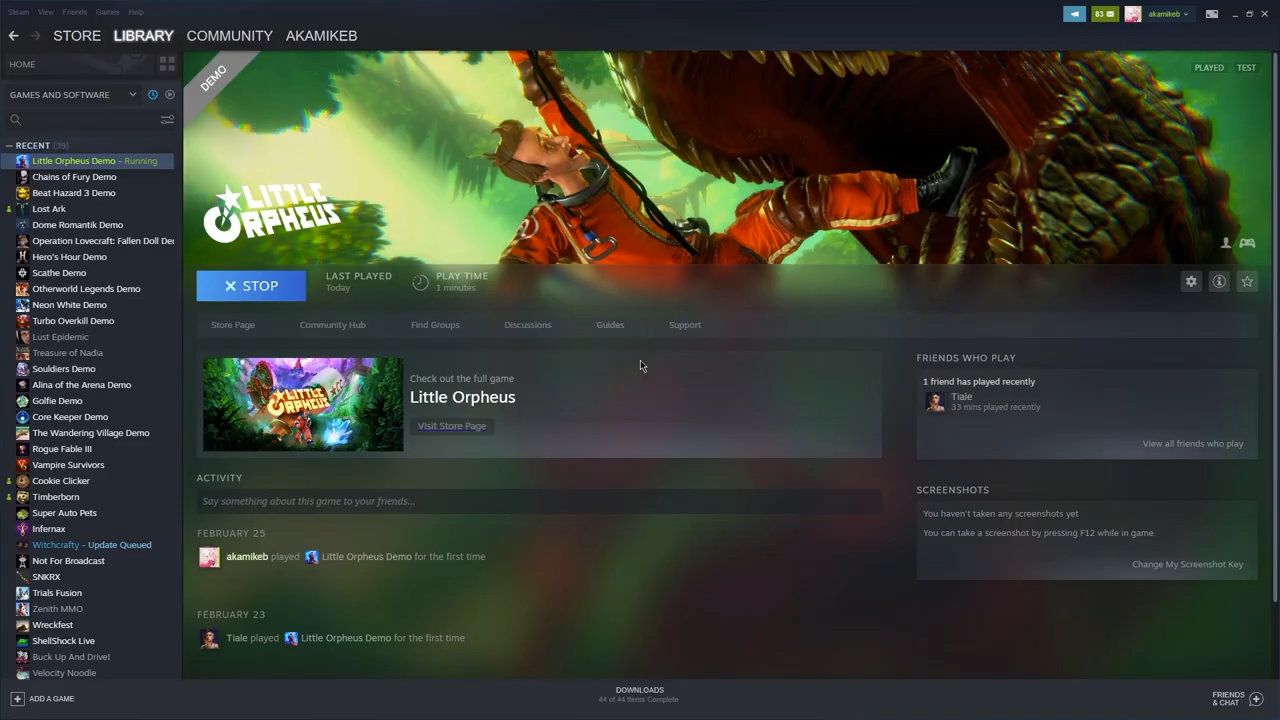 Steam View Friends Games Help
83
akamikeb
STORE LIBRARY COMMUNITY AKAMIKEB
HOME
GAMES AND SOFTWARE
RECENT (39)
Little Orpheus Demo - Running
Chains of Fury Demo
Beat Hazard 3 Demo
Lost Ark
Dome Romantik Demo
Operation Lovecraft: Fallen Doll De
Hero's Hour Demo
Scathe Demo
Otherworld Legends Demo
Neon White Demo
Turbo Overkill Demo
Lust Epidemic
Treasure of Nadia
Souldiers Demo
Alina of the Arena Demo
Golfie Demo
Core Keeper Demo
The Wandering Village Demo
Rogue Fable III
Vampire Survivors
Cookie Clicker
Timberborn
Super Auto Pets
Infernax
Witchcrafty - Update Queued
Not For Broadcast
SNKRX
Trials Fusion
Zenith MMO
Wreckfest
ShellShock Live
Buck Up And Drive!
Velocity Noodle
ADD A GAME
DEMO
PLAYED TEST
LITTLE
ORPHEUS
STOP
LAST PLAYED
Today
PLAY TIME
1 minutes
Store Page Community Hub Find Groups Discussions Guides Support
LITTLE
ORPHEUS
Check out the full game
Little Orpheus
Visit Store Page
ACTIVITY
Say something about this game to your friends...
FEBRUARY 25
akamikeb played Little Orpheus Demo for the first time
FEBRUARY 23
Tiale played Little Orpheus Demo for the first time
FRIENDS WHO PLAY
1 friend has played recently
Tiale
33 mins played recently
View all friends who play
SCREENSHOTS
You haven't taken any screenshots yet
You can take a screenshot by pressing F12 while in game.
Change My Screenshot Key
DOWNLOADS
44 of 44 Items Complete
FRIENDS
& CHAT